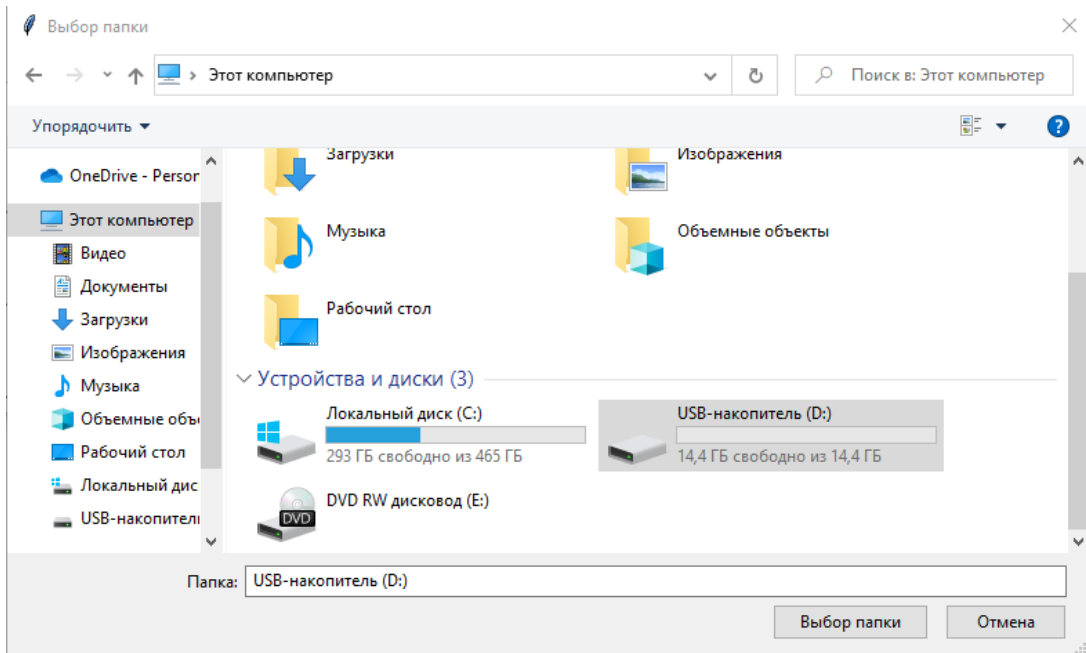 Выбор папки
Этот компьютер
Поиск в: Этот компьютер
Упорядочить
?
OneDrive - Person
Этот компьютер
Видео
Документы
Загрузки
Изображения
Музыка
Объемные объ
Рабочий стол
Локальный дис
USB-накопител
Загрузки
Изображения
Музыка
Объемные объекты
Рабочий стол
Устройства и диски (3)
Локальный диск (C:)
293 ГБ свободно из 465 ГБ
USB-накопитель (D:)
14,4 ГБ свободно из 14,4 ГБ
DVD
DVD RW дисковод (E:)
Папка: USB-накопитель (D:)
Выбор папки
Отмена